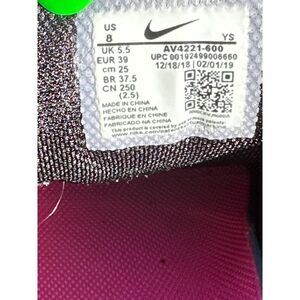 US
8
YS
UK 5.5
EUR 39
cm 25
BR 37.5
CN 250
(2.5)
AV4221-600
UPC 00192499006660
12/18/18 02/01/19
MADE IN CHINA
HECHO EN CHINA
FABRIQUE EN CHINE
FABRICADO NA CHINA